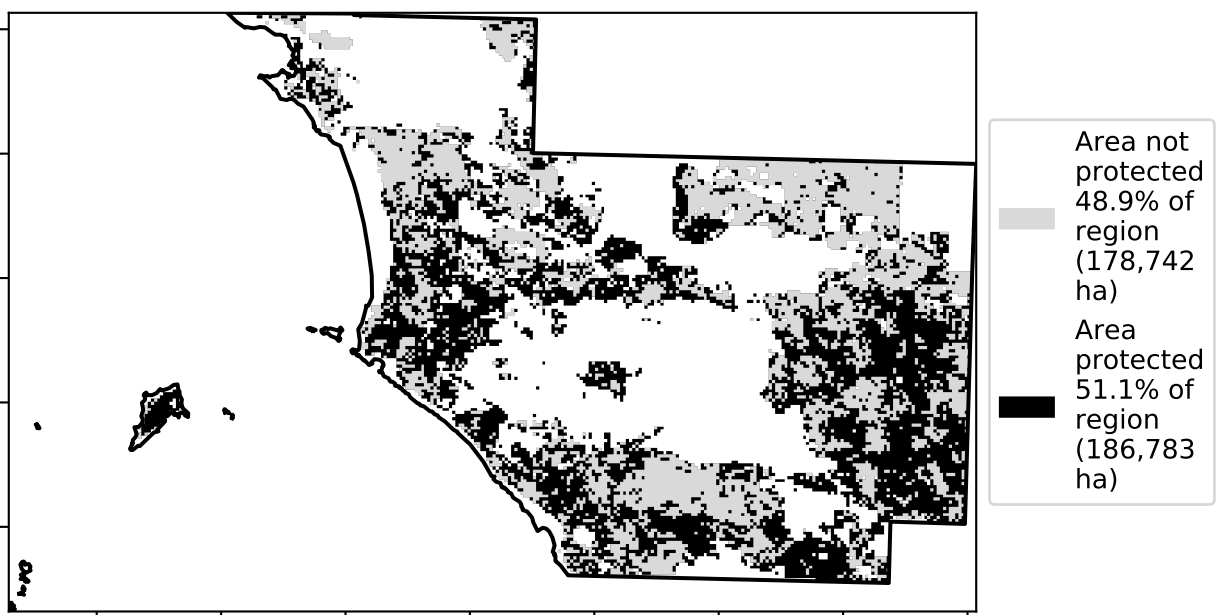 Area not
protected
48.9% of
region
(178,742
ha)
Area
protected
51.1% of
region
(186,783
ha)